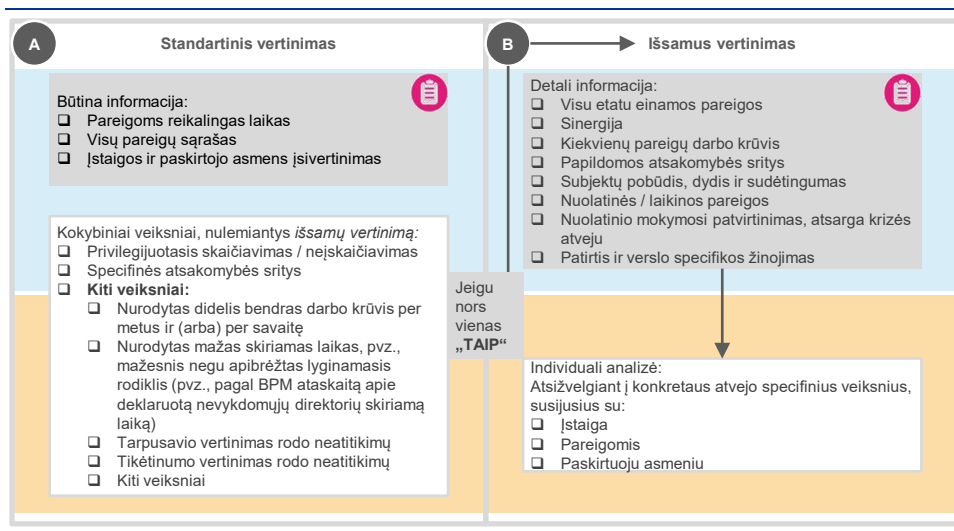 A
Standartinis vertinimas
Būtina informacija:
Pareigoms reikalingas laikas
Visų pareigų sąrašas
Įstaigos ir paskirtojo asmens įsivertinimas
Kokybiniai veiksniai, nulemiantys išsamų vertinimą:
Privilegijuotasis skaičiavimas / neįskaičiavimas
Specifinės atsakomybės sritys
Kiti veiksniai:
Nurodytas didelis bendras darbo krūvis per
metus ir (arba) per savaitę
Nurodytas mažas skiriamas laikas, pvz.,
mažesnis negu apibrėžtas lyginamasis
rodiklis (pvz., pagal BPM ataskaitą apie
deklaruotą nevykdomųjų direktorių skiriamą
laiką)
Tarpusavio vertinimas rodo neatitikimų
Tikėtinumo vertinimas rodo neatitikimų
Kiti veiksniai
Jeigu
nors
vienas
„TAIP“
B
Išsamus vertinimas
Detali informacija:
Visu etatu einamos pareigos
Sinergija
Kiekvienų pareigų darbo krūvis
Papildomos atsakomybės sritys
Subjektų pobūdis, dydis ir sudėtingumas
Nuolatinės / laikinos pareigos
Nuolatinio mokymosi patvirtinimas, atsarga krizės
atveju
Patirtis ir verslo specifikos žinojimas
Individuali analizė:
Atsižvelgiant į konkretaus atvejo specifinius veiksnius,
susijusius su:
Įstaiga
Pareigomis
Paskirtuoju asmeniu